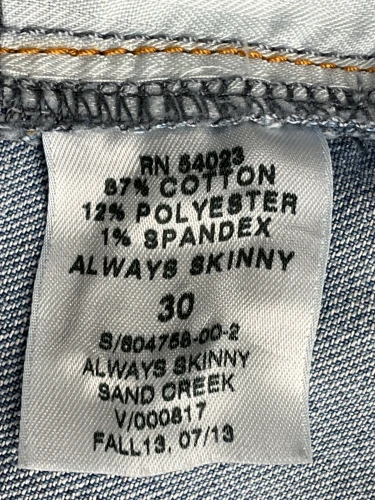 RN 54023
87% COTTON
12% POLYESTER
1% SPANDEX
ALWAYS SKINNY
30
S/604758-00-2
ALWAYS SKINNY
SAND CREEK
V/000817
FALL13, 07/13